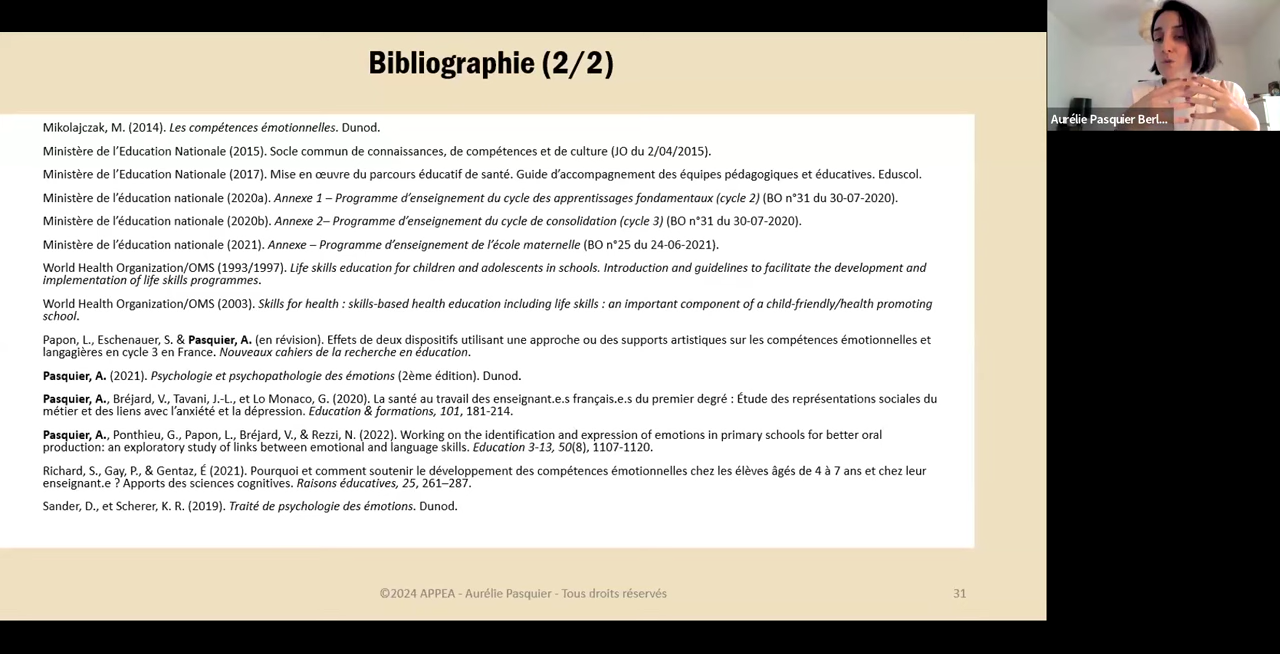 Bibliographie (2/2)
Mikolajczak, M. (2014). Les compétences émotionnelles. Dunod.
Ministère de l’Education Nationale (2015). Socle commun de connaissances, de compétences et de culture (JO du 2/04/2015).
Ministère de l’Education Nationale (2017). Mise en œuvre du parcours éducatif de santé. Guide d’accompagnement des équipes pédagogiques et éducatives. Eduscol.
Ministère de l’éducation nationale (2020a). Annexe 1 – Programme d’enseignement du cycle des apprentissages fondamentaux (cycle 2) (BO n°31 du 30-07-2020).
Ministère de l’éducation nationale (2020b). Annexe 2– Programme d’enseignement du cycle de consolidation (cycle 3) (BO n°31 du 30-07-2020).
Ministère de l’éducation nationale (2021). Annexe – Programme d’enseignement de l’école maternelle (BO n°25 du 24-06-2021).
World Health Organization/OMS (1993/1997). Life skills education for children and adolescents in schools. Introduction and guidelines to facilitate the development and
implementation of life skills programmes.
World Health Organization/OMS (2003). Skills for health : skills-based health education including life skills : an important component of a child-friendly/health promoting
school.
Papon, L., Eschenauer, S. & Pasquier, A. (en révision). Effets de deux dispositifs utilisant une approche ou des supports artistiques sur les compétences émotionnelles et
langagières en cycle 3 en France. Nouveaux cahiers de la recherche en éducation.
Pasquier, A. (2021). Psychologie et psychopathologie des émotions (2ème édition). Dunod.
Pasquier, A., Bréjard, V., Tavani, J.-L., et Lo Monaco, G. (2020). La santé au travail des enseignant.e.s français.e.s du premier degré : Étude des représentations sociales du
métier et des liens avec l’anxiété et la dépression. Education & formations, 101, 181-214.
Pasquier, A., Ponthieu, G., Papon, L., Bréjard, V., & Rezzi, N. (2022). Working on the identification and expression of emotions in primary schools for better oral
production: an exploratory study of links between emotional and language skills. Education 3-13, 50(8), 1107-1120.
Richard, S., Gay, P., & Gentaz, É (2021). Pourquoi et comment soutenir le développement des compétences émotionnelles chez les élèves âgés de 4 à 7 ans et chez leur
enseignant.e ? Apports des sciences cognitives. Raisons éducatives, 25, 261–287.
Sander, D., et Scherer, K. R. (2019). Traité de psychologie des émotions. Dunod.
©2024 APPEA - Aurélie Pasquier - Tous droits réservés
31
Aurélie Pasquier Berl...